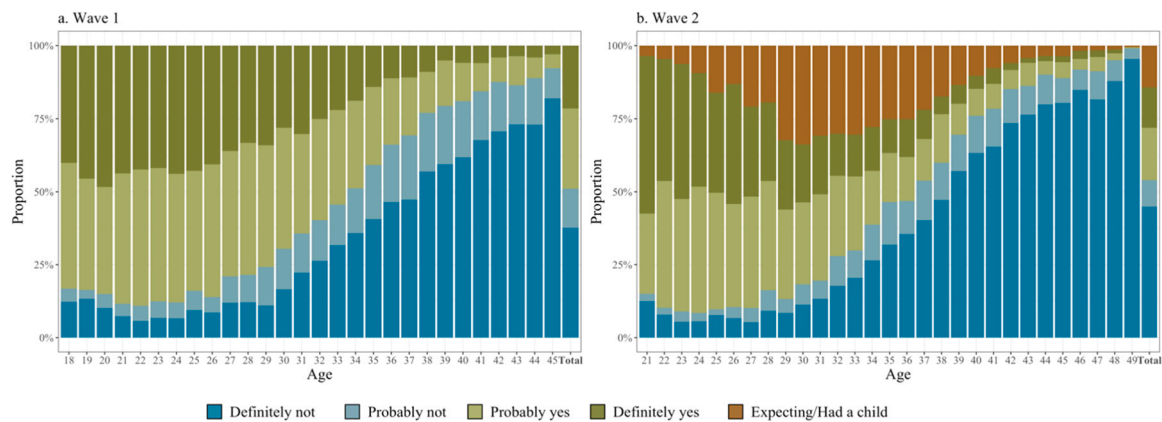 a. Wave 1
b. Wave 2
100%
75%
50%
25%
0%
Proportion
18 19 20 21 22 23 24 25 26 27 28 29 30 31 32 33 34 35 36 37 38 39 40 41 42 43 44 45 Total
Age
100%
75%
50%
25%
0%
Proportion
21 22 23 24 25 26 27 28 29 30 31 32 33 34 35 36 37 38 39 40 41 42 43 44 45 46 47 48 49 Total
Age
Definitely not Probably not Probably yes Definitely yes Expecting/Had a child